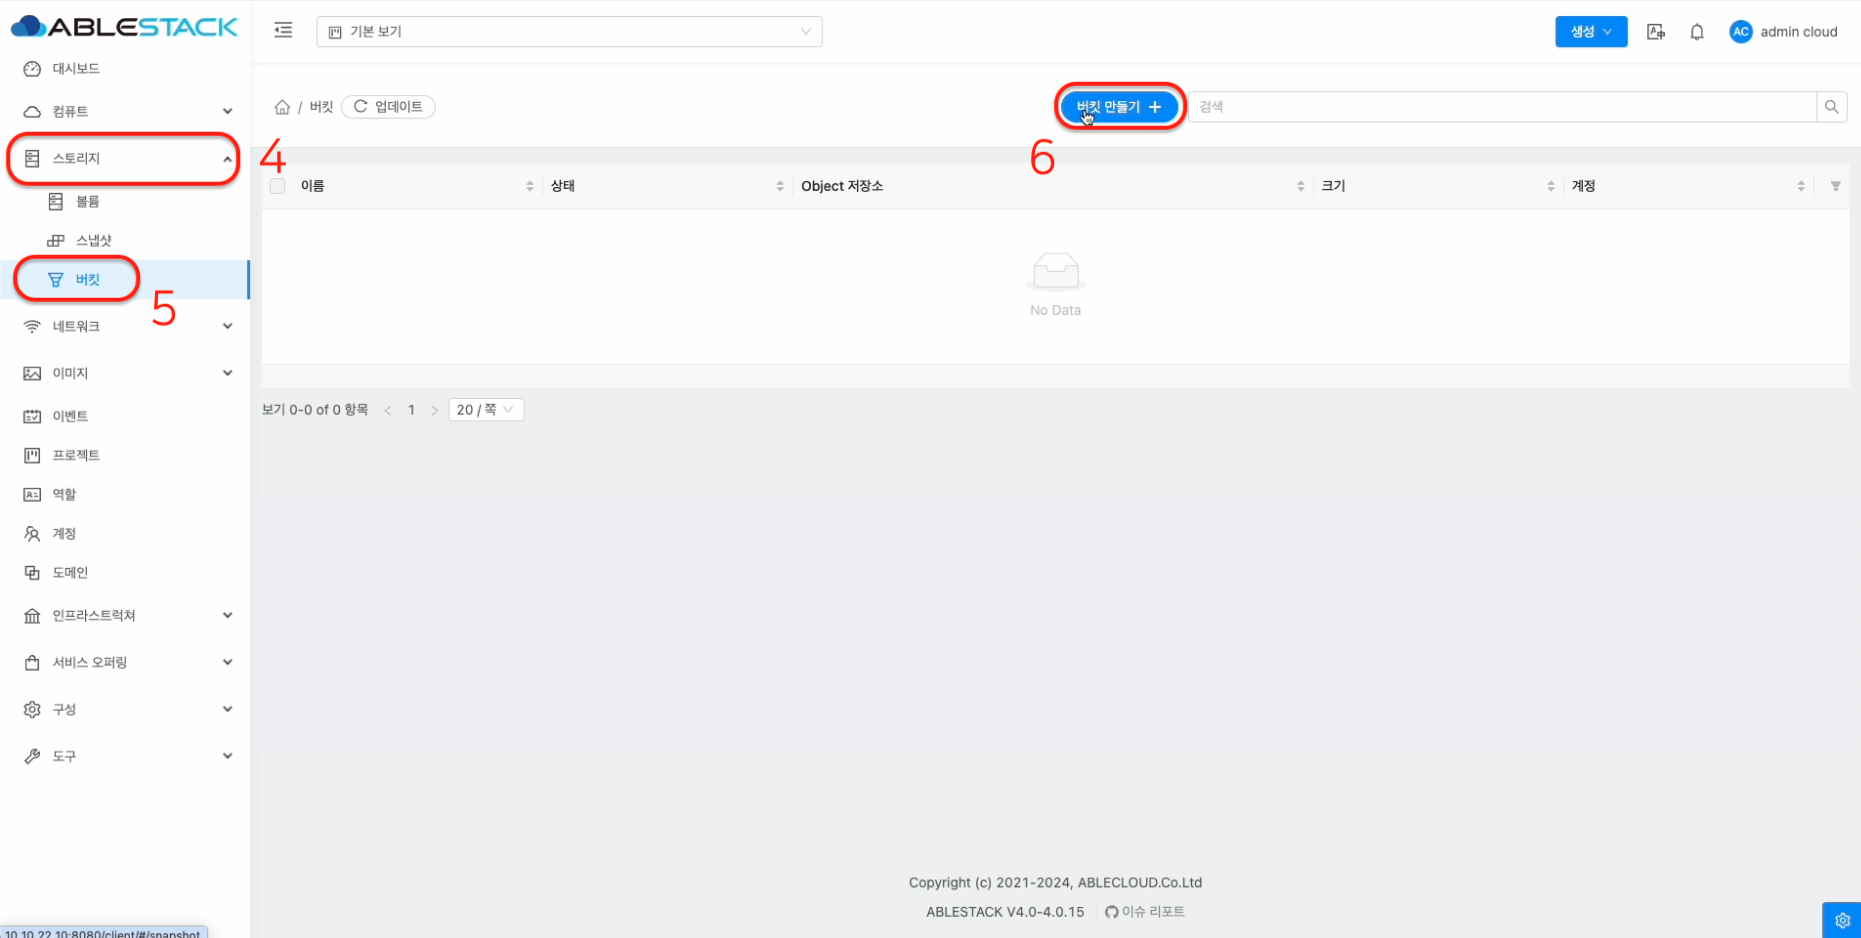 ABLESTACK
기본 보기
생성
AC admin cloud
대시보드
컴퓨트
스토리지
4
볼륨
스냅샷
버킷
5
네트워크
이미지
이벤트
프로젝트
역할
계정
도메인
인프라스트럭쳐
서비스 오퍼링
구성
도구
/ 버킷 업데이트
버킷 만들기 +
검색
6
이름 상태 Object 저장소 크기 계정
No Data
보기 0-0 of 0 항목 < 1 > 20 / 쪽
Copyright (c) 2021-2024, ABLECLOUD.Co.Ltd
ABLESTACK V4.0-4.0.15 이슈 리포트
10.10.22.10:8080/client/#/snapshot